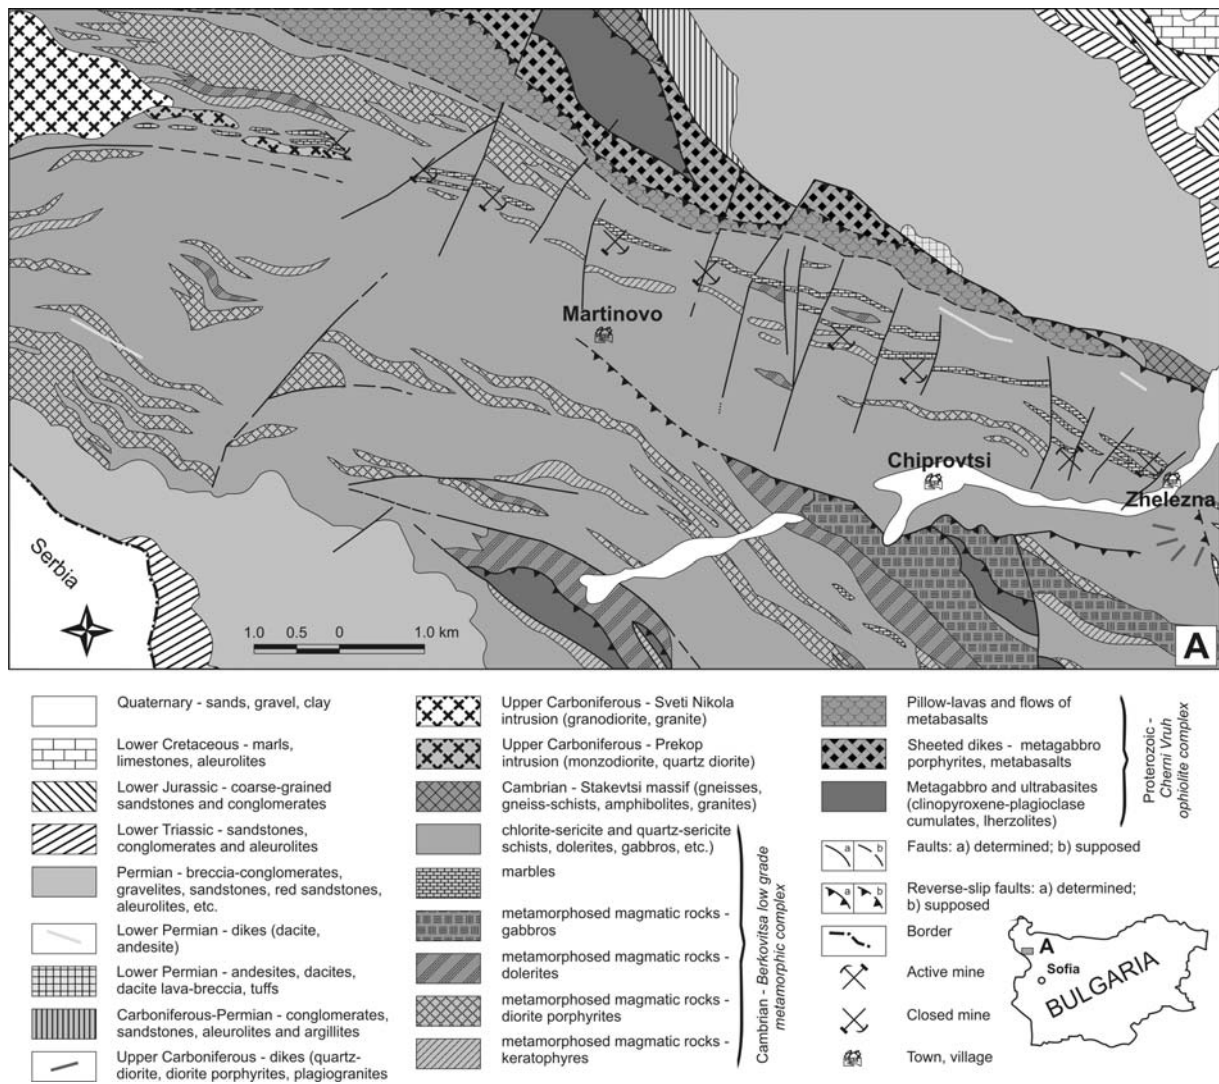 Martinovo
Chiprovtsi
Zhelezna
Serbia
1.0 0.5 0 1.0 km
A
Quaternary - sands, gravel, clay
Lower Cretaceous - marls,
limestones, aleurolites
Lower Jurassic - coarse-grained
sandstones and conglomerates
Lower Triassic - sandstones,
conglomerates and aleurolites
Permian - breccia-conglomerates,
gravelites, sandstones, red sandstones,
aleurolites, etc.
Lower Permian - dikes (dacite,
andesite)
Lower Permian - andesites, dacites,
dacite lava-breccia, tuffs
Carboniferous-Permian - conglomerates,
sandstones, aleurolites and argillites
Upper Carboniferous - dikes (quartz-
diorite, diorite porphyrites, plagiogranites
Upper Carboniferous - Sveti Nikola
intrusion (granodiorite, granite)
Upper Carboniferous - Prekop
intrusion (monzodiorite, quartz diorite)
Cambrian - Stakevtsi massif (gneisses,
gneiss-schists, amphibolites, granites)
chlorite-sericite and quartz-sericite
schists, dolerites, gabbros, etc.)
marbles
metamorphosed magmatic rocks -
gabbros
metamorphosed magmatic rocks -
dolerites
metamorphosed magmatic rocks -
diorite porphyrites
metamorphosed magmatic rocks -
keratophyres
Cambrian - Berkovitsa low grade
metamorphic complex
Pillow-lavas and flows of
metabasalts
Sheeted dikes - metagabbro
porphyrites, metabasalts
Metagabbro and ultrabasites
(clinopyroxene-plagioclase
cumulates, lherzolites)
Proterozoic -
Cherni Vruh
ophiolite complex
a b
Faults: a) determined; b) supposed
a b
Reverse-slip faults: a) determined;
b) supposed
Border
Active mine
Closed mine
Town, village
A
Sofia
BULGARIA